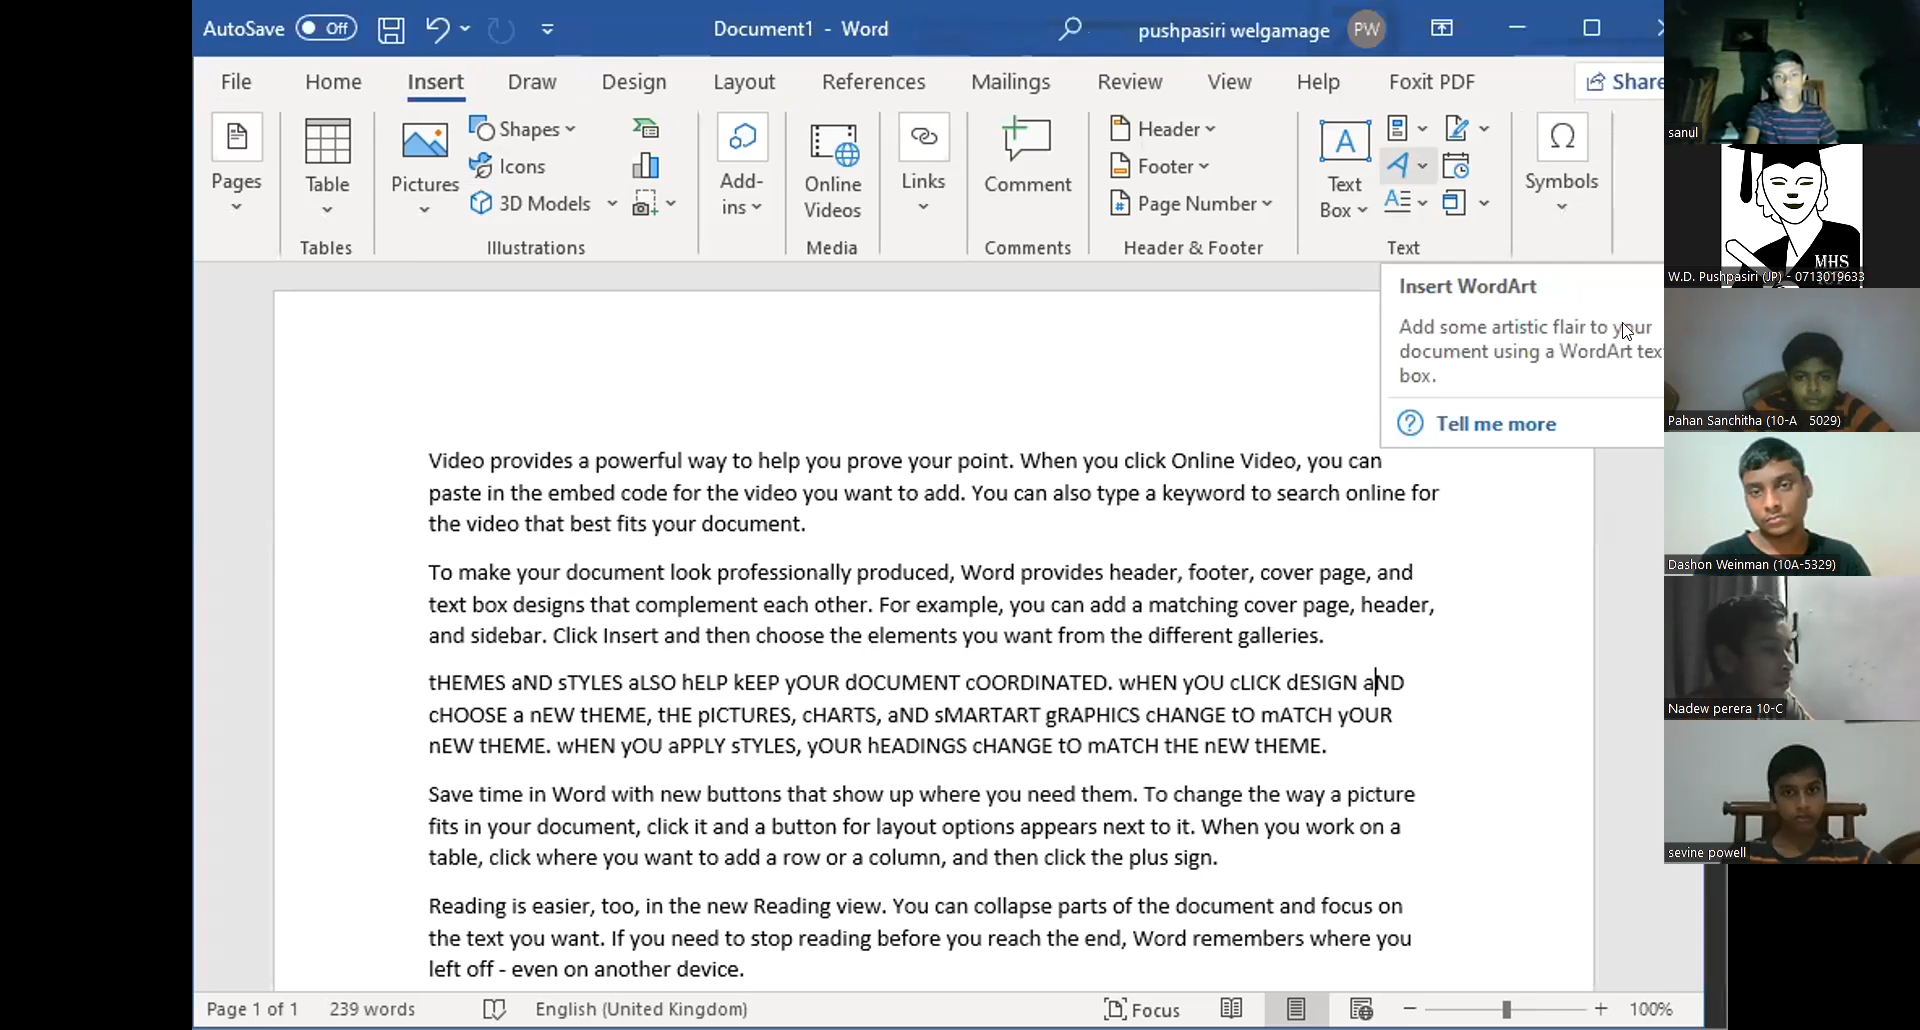 AutoSave Off Document1 - Word pushpasiri welgamage PW
File Home Insert Draw Design Layout References Mailings Review View Help Foxit PDF Share
Pages
Table
Tables
Pictures
Shapes
Icons
3D Models
Illustrations
Add-
ins
Online
Videos
Media
Links
Comment
Comments
Header
Footer
Page Number
Header & Footer
Text
Box
Text
Symbols
Insert WordArt
Add some artistic flair to your
document using a WordArt tex
box.
Tell me more
Video provides a powerful way to help you prove your point. When you click Online Video, you can
paste in the embed code for the video you want to add. You can also type a keyword to search online for
the video that best fits your document.
To make your document look professionally produced, Word provides header, footer, cover page, and
text box designs that complement each other. For example, you can add a matching cover page, header,
and sidebar. Click Insert and then choose the elements you want from the different galleries.
tHEMES aND sTYLES aLSO hELP kEEP yOUR dOCUMENT cOORDINATED. wHEN yOU cLICK dESIGN aND
cHOOSE a nEW tHEME, tHE pICTURES, cHARTS, aND sMARTART gRAPHICS cHANGE tO mATCH yOUR
nEW tHEME. wHEN yOU aPPLY sTYLES, yOUR hEADINGS cHANGE tO mATCH tHE nEW tHEME.
Save time in Word with new buttons that show up where you need them. To change the way a picture
fits in your document, click it and a button for layout options appears next to it. When you work on a
table, click where you want to add a row or a column, and then click the plus sign.
Reading is easier, too, in the new Reading view. You can collapse parts of the document and focus on
the text you want. If you need to stop reading before you reach the end, Word remembers where you
left off - even on another device.
Page 1 of 1 239 words English (United Kingdom) Focus 100%
sanul
MHS
W.D. Pushpasiri (JP) - 0713019633
Pahan Sanchitha (10-A 5029)
Dashon Weinman (10A-5329)
Nadew perera 10-C
sevine powell